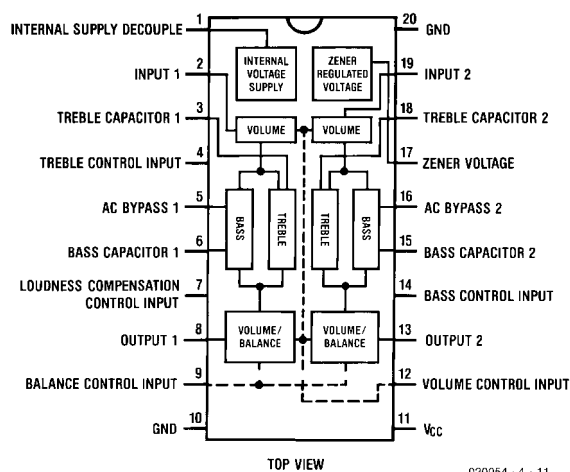 1
INTERNAL SUPPLY DECOUPLE
2
INPUT 1
3
TREBLE CAPACITOR 1
4
TREBLE CONTROL INPUT
5
AC BYPASS 1
6
BASS CAPACITOR 1
LOUDNESS COMPENSATION
CONTROL INPUT
7
8
OUTPUT 1
9
BALANCE CONTROL INPUT
10
GND
INTERNAL
VOLTAGE
SUPPLY
ZENER
REGULATED
VOLTAGE
VOLUME
VOLUME
BASS
TREBLE
TREBLE
BASS
VOLUME/
BALANCE
VOLUME/
BALANCE
20
GND
19
INPUT 2
18
TREBLE CAPACITOR 2
17
ZENER VOLTAGE
16
AC BYPASS 2
15
BASS CAPACITOR 2
14
BASS CONTROL INPUT
13
OUTPUT 2
12
VOLUME CONTROL INPUT
11
VCC
TOP VIEW
020054 - 4 - 11